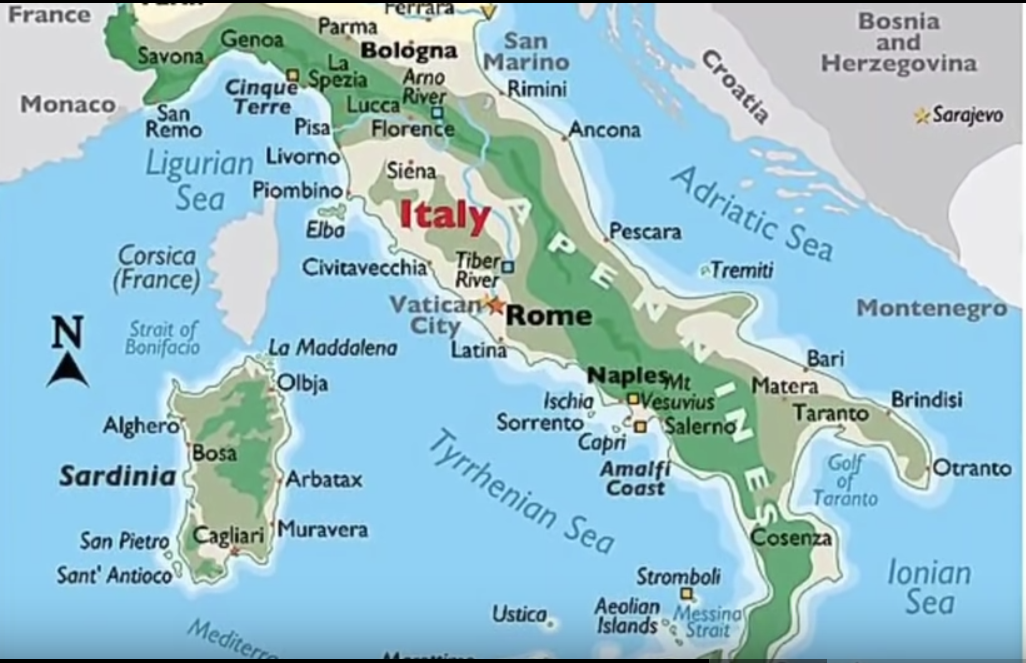 France
Ferrara
Parma
Genoa
Bologna
San
Marino
Bosnia
and
Herzegovina
Savona
La
Spezia
Arno
River
Croatia
Cinque
Terre
Rimini
Monaco
San
Remo
Lucca
Sarajevo
Pisa
Florence
Ancona
Ligurian
Sea
Livorno
Siena
Piombino
Adriatic Sea
Italy
Elba
APENNINES
Pescara
Corsica
(France)
Civitavecchia
Tiber
River
Tremiti
Vatican
City
Rome
Montenegro
N
Strait of
Bonifacio
La Maddalena
Latina
Olbja
Bari
Naples
Mt
Vesuvius
Matera
Ischia
Brindisi
Alghero
Sorrento
Salerno
Taranto
Capri
Bosa
Sardinia
Amalfi
Coast
Golf
of
Taranto
Otranto
Arbatax
Tyrrhenian Sea
Cagliari
Muravera
Cosenza
San Pietro
Sant' Antioco
Stromboli
Ionian
Sea
Ustica
Aeolian
Islands
Messina
Strait